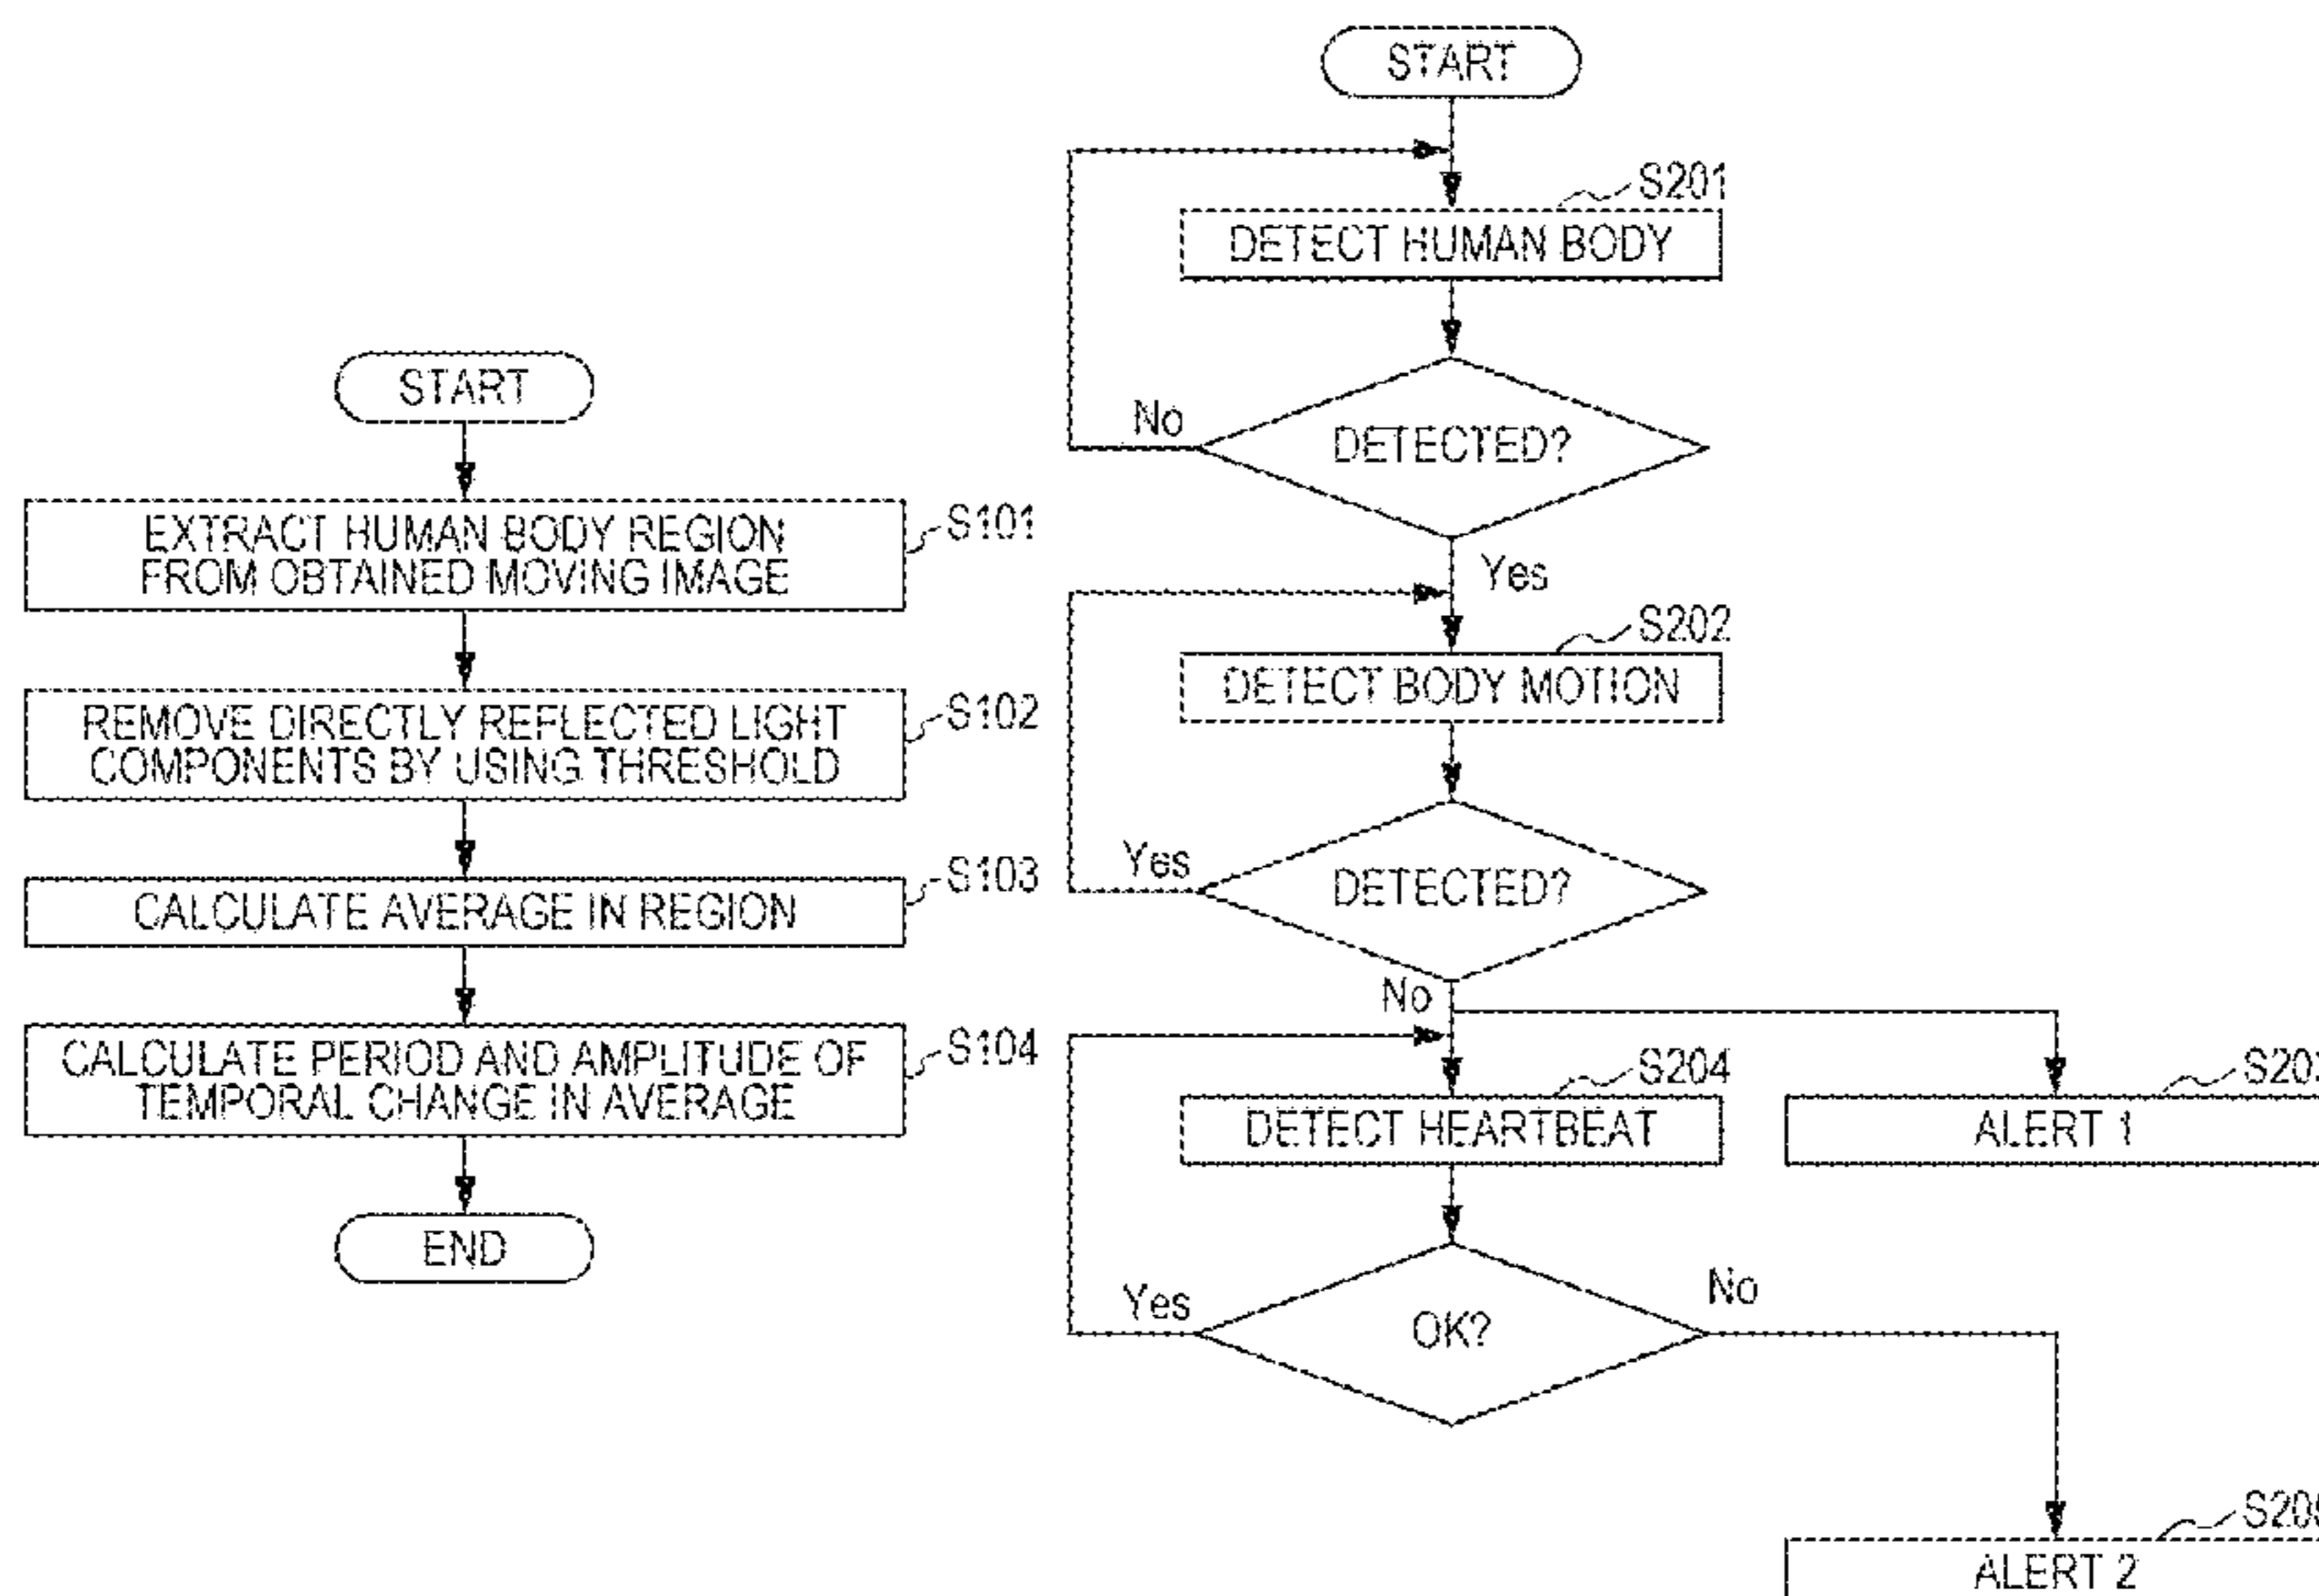 START
EXTRACT HUMAN BODY REGION
FROM OBTAINED MOVING IMAGE
S101
REMOVE DIRECTLY REFLECTED LIGHT
COMPONENTS BY USING THRESHOLD
S102
CALCULATE AVERAGE IN REGION
S103
CALCULATE PERIOD AND AMPLITUDE OF
TEMPORAL CHANGE IN AVERAGE
S104
END
START
S201
DETECT HUMAN BODY
No
DETECTED?
Yes
S202
DETECT BODY MOTION
Yes
DETECTED?
No
S204
DETECT HEARTBEAT
ALERT 1
Yes
OK?
No
ALERT 2